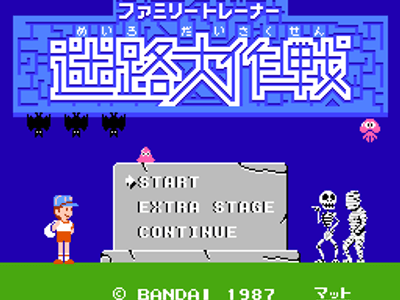 ファミリートレーナー
めいろ だいさくせん
迷路大作戦
START
EXTRA STAGE
CONTINUE
© BANDAI 1987 マット